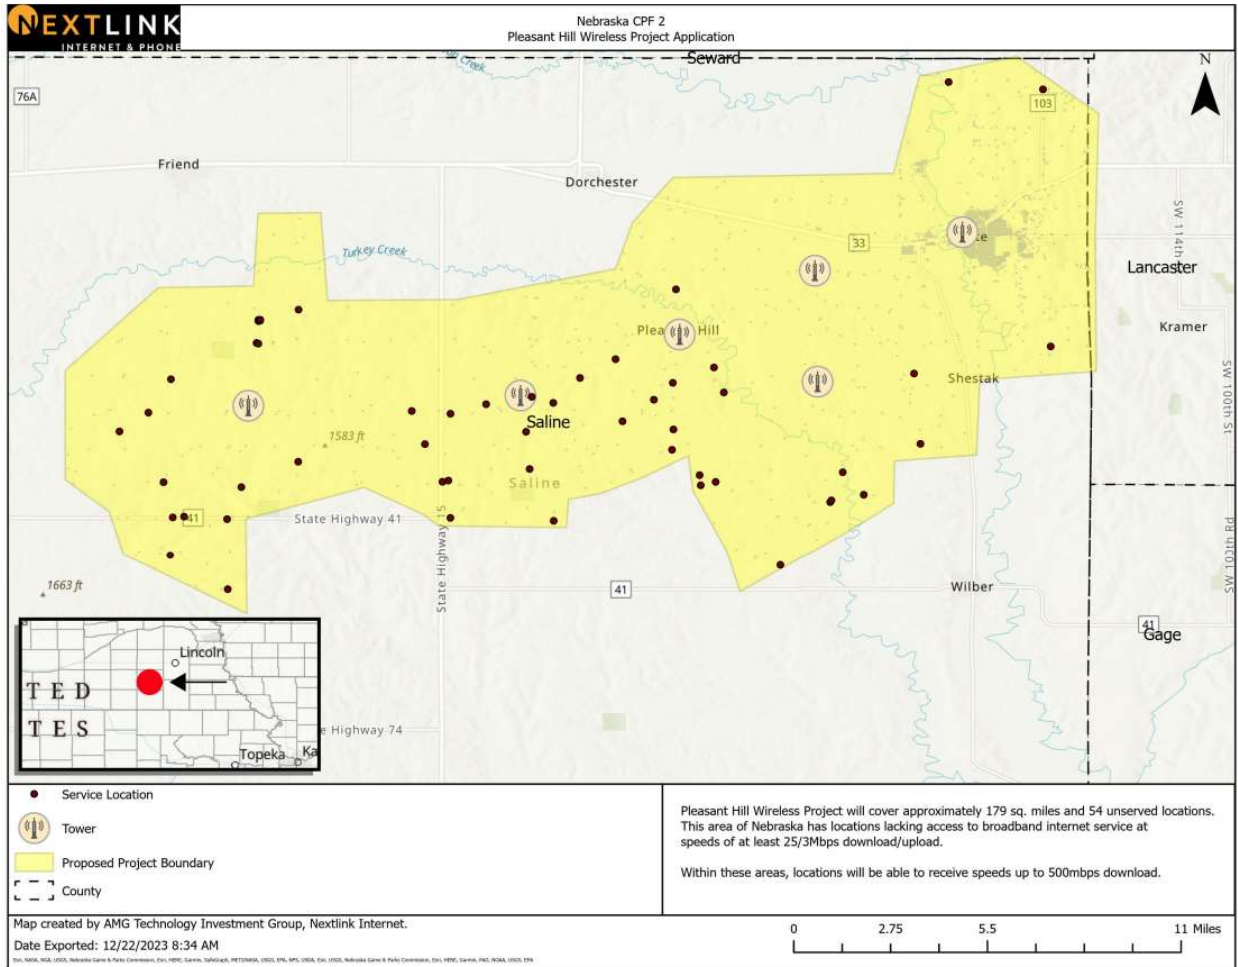 NEXTLINK
INTERNET & PHONE
Nebraska CPF 2
Pleasant Hill Wireless Project Application
Seward
Creek
N
76A
103
Friend
Dorchester
SW 114th
33
Turkey Creek
Lancaster
Kramer
Hill
Shestak
SW 100th St
Saline
1583 ft
Saline
41
State Highway 41
State Highway 15
1663 ft
41
Wilber
SW 100th Rd
41
Gage
Lincoln
TED
TES
Highway 74
Topeka
Ka
Service Location
Tower
Proposed Project Boundary
County
Pleasant Hill Wireless Project will cover approximately 179 sq. miles and 54 unserved locations.
This area of Nebraska has locations lacking access to broadband internet service at
speeds of at least 25/3Mbps download/upload.
Within these areas, locations will be able to receive speeds up to 500mbps download.
Map created by AMG Technology Investment Group, Nextlink Internet.
Date Exported: 12/22/2023 8:34 AM
0 2.75 5.5 11 Miles